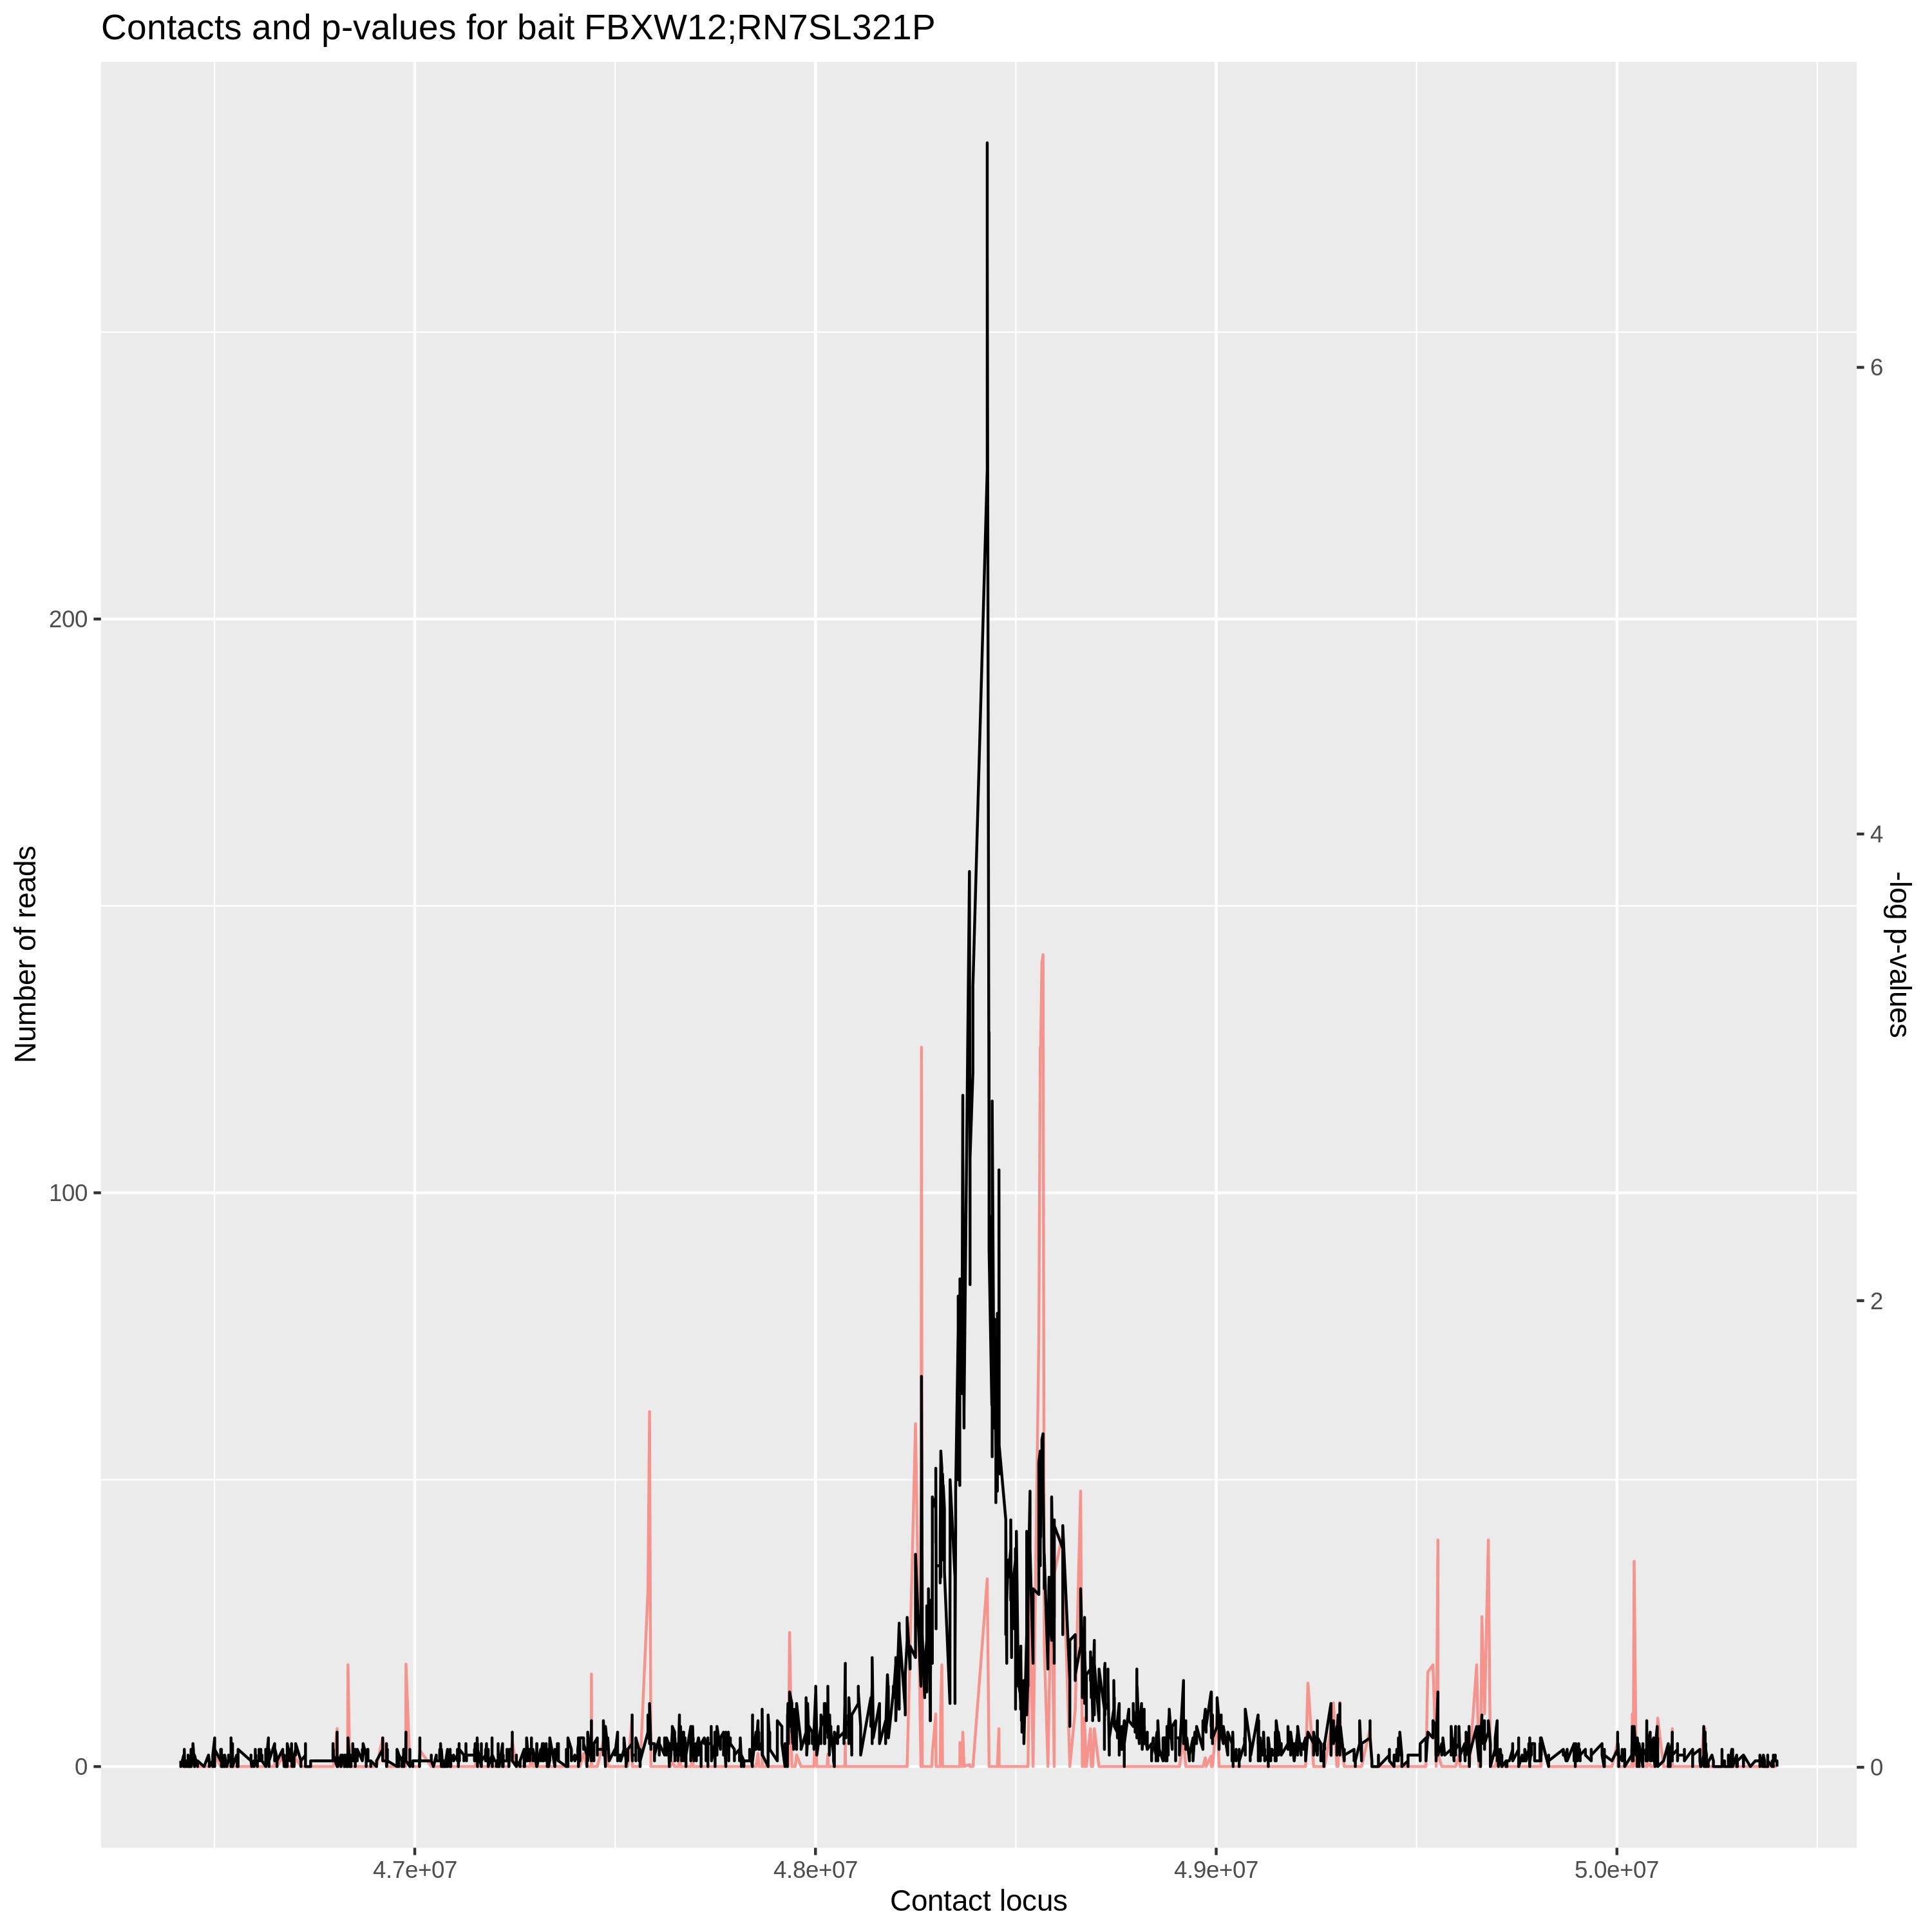 Contacts and p-values for bait FBXW12;RN7SL321P
200
100
0
Number of reads
6
4
2
0
-log p-values
4.7e+07
4.8e+07
4.9e+07
5.0e+07
Contact locus